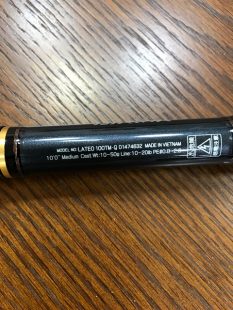 MODEL NO. LATEO 100TM-Q 01474632 MADE IN VIETNAM
10'0" Medium Cast Wt:10-50g Line:10-20lb PE#0.8-2.5